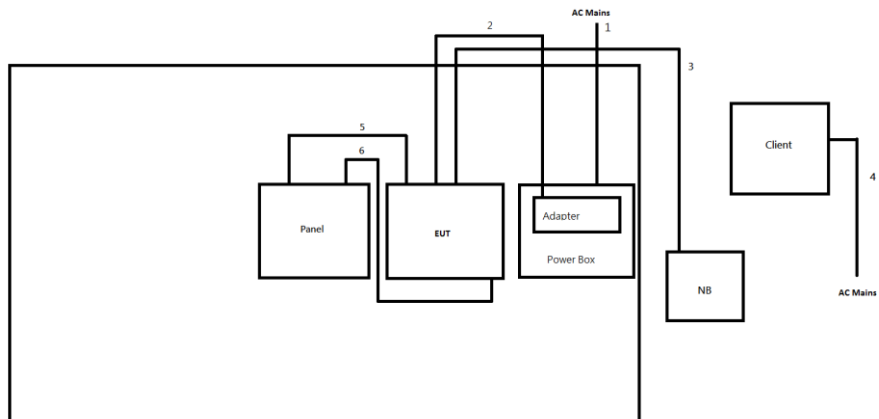 AC Mains
2
1
3
5
6
Client
4
Panel
EUT
Adapter
Power Box
NB
AC Mains